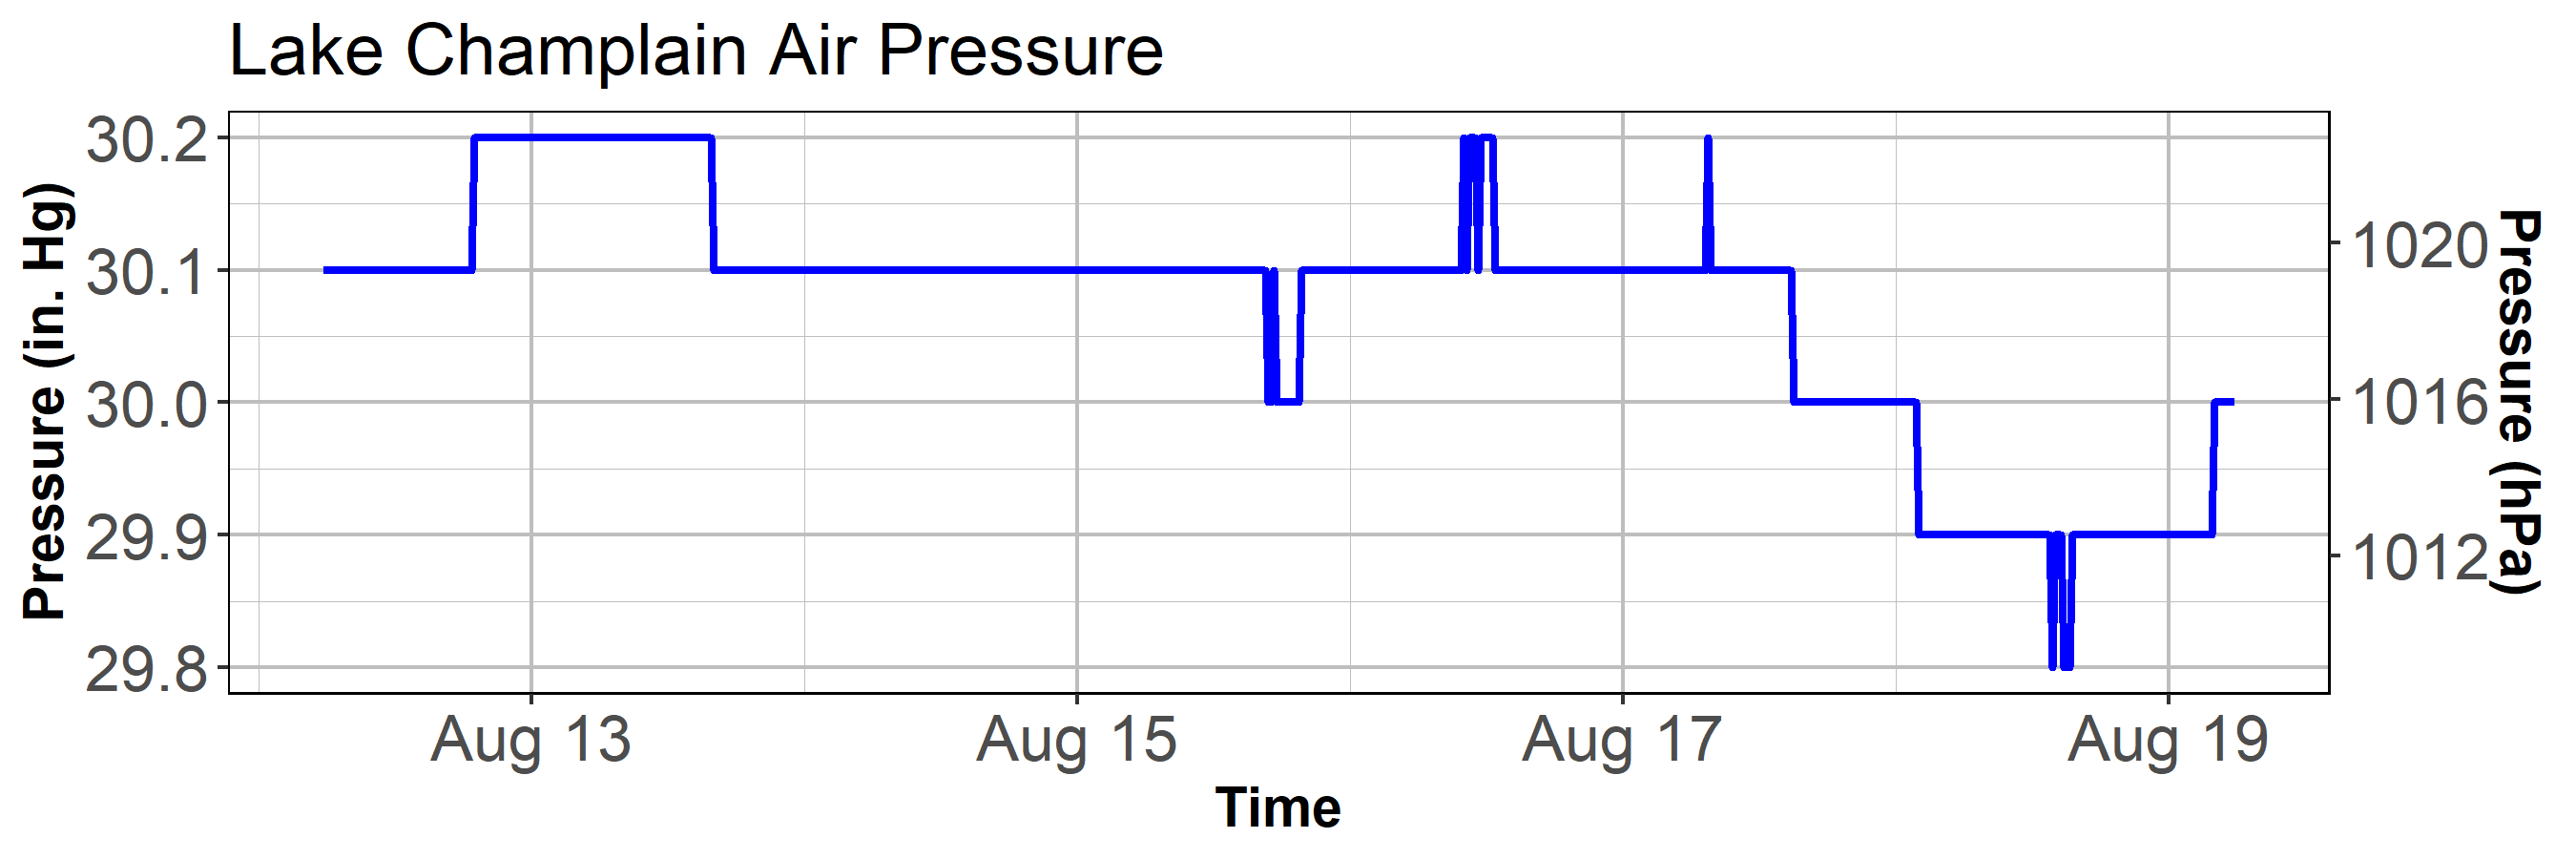 Lake Champlain Air Pressure
Pressure (in. Hg)
30.2
30.1
30.0
29.9
29.8
1020
1016
1012
Pressure (hPa)
Aug 13
Aug 15
Aug 17
Aug 19
Time